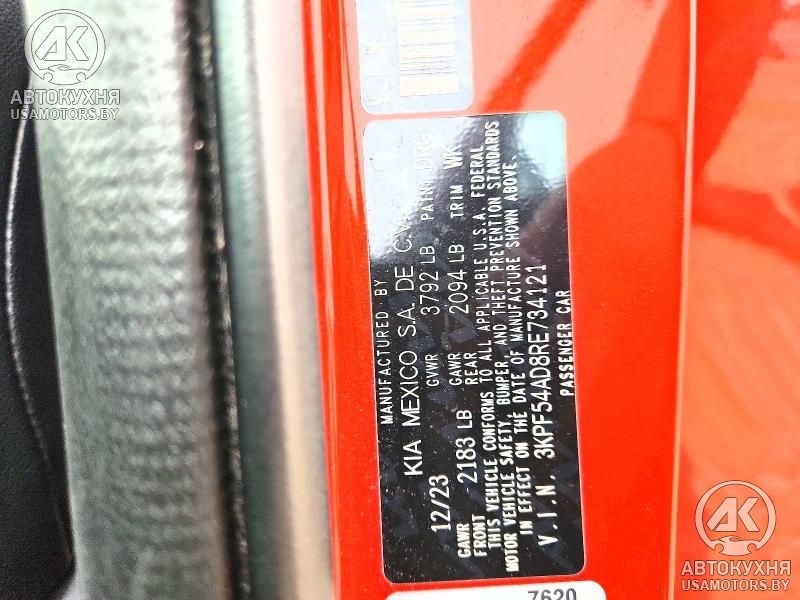 АВТОКУХНЯ
USAMOTORS.BY
MANUFACTURED BY
KIA MEXICO S.A. DE C.V.
12/23 GVWR 3792 LB PAINT DRG
GAWR FRONT 2183 LB GAWR REAR 2094 LB TRIM WK
THIS VEHICLE CONFORMS TO ALL APPLICABLE U.S.A. FEDERAL
MOTOR VEHICLE SAFETY, BUMPER, AND THEFT PREVENTION STANDARDS
IN EFFECT ON THE DATE OF MANUFACTURE SHOWN ABOVE.
V.I.N. 3KPF54AD8RE734121
PASSENGER CAR
7620
АВТОКУХНЯ
USAMOTORS.BY